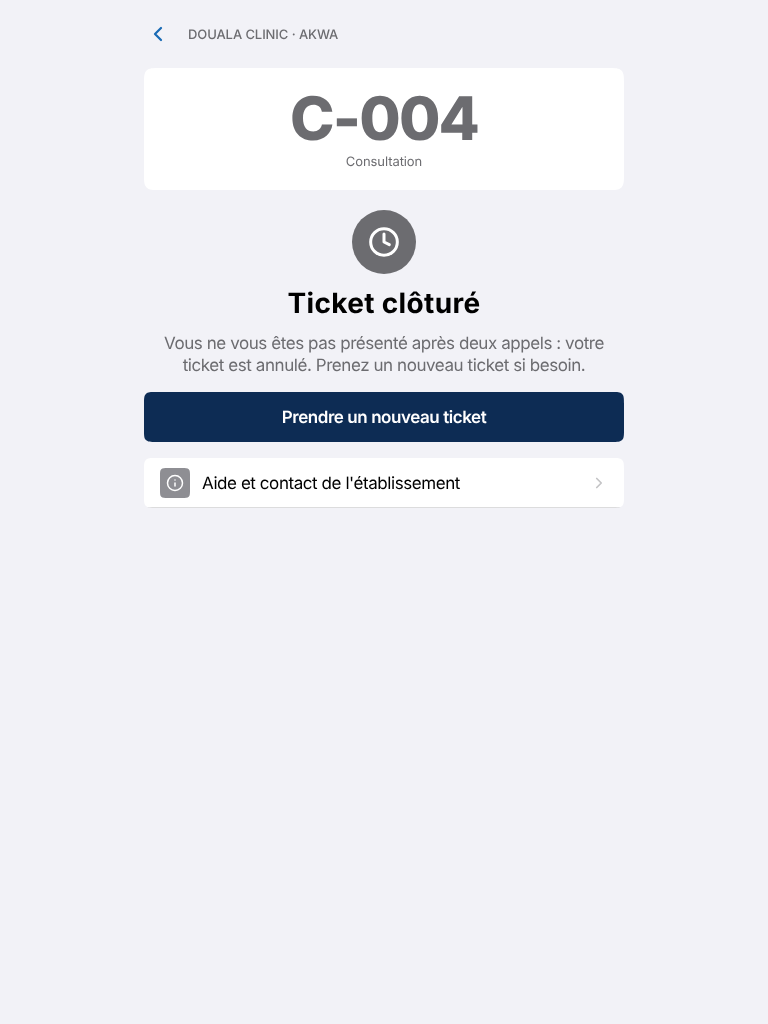 DOUALA CLINIC · AKWA
C-004
Consultation
Ticket clôturé
Vous ne vous êtes pas présenté après deux appels : votre
ticket est annulé. Prenez un nouveau ticket si besoin.
Prendre un nouveau ticket
Aide et contact de l'établissement